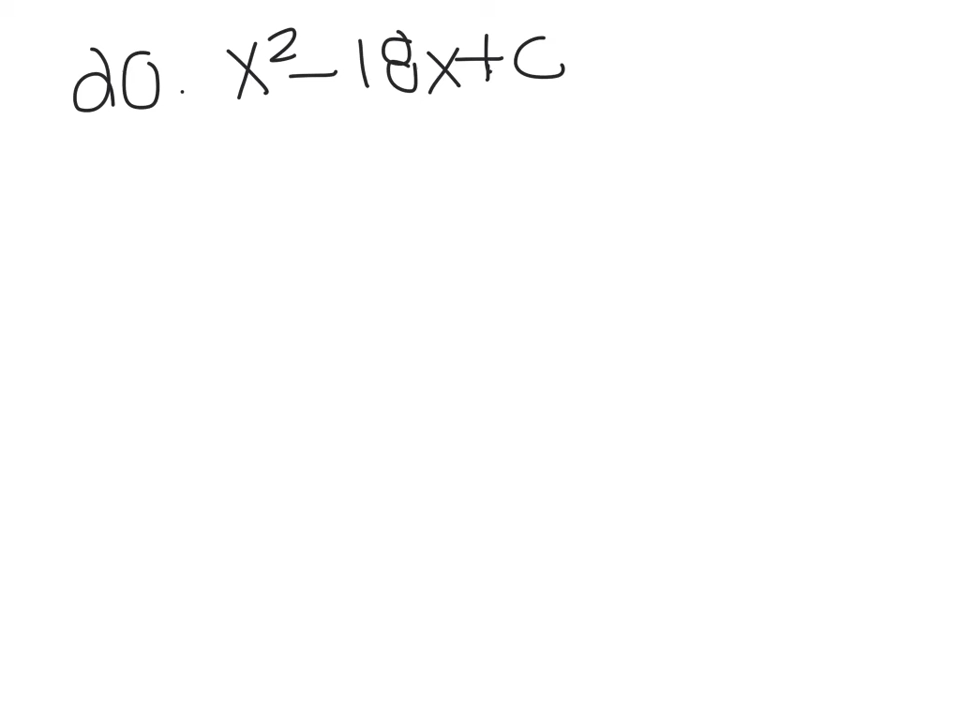 20. x² - 18x + c